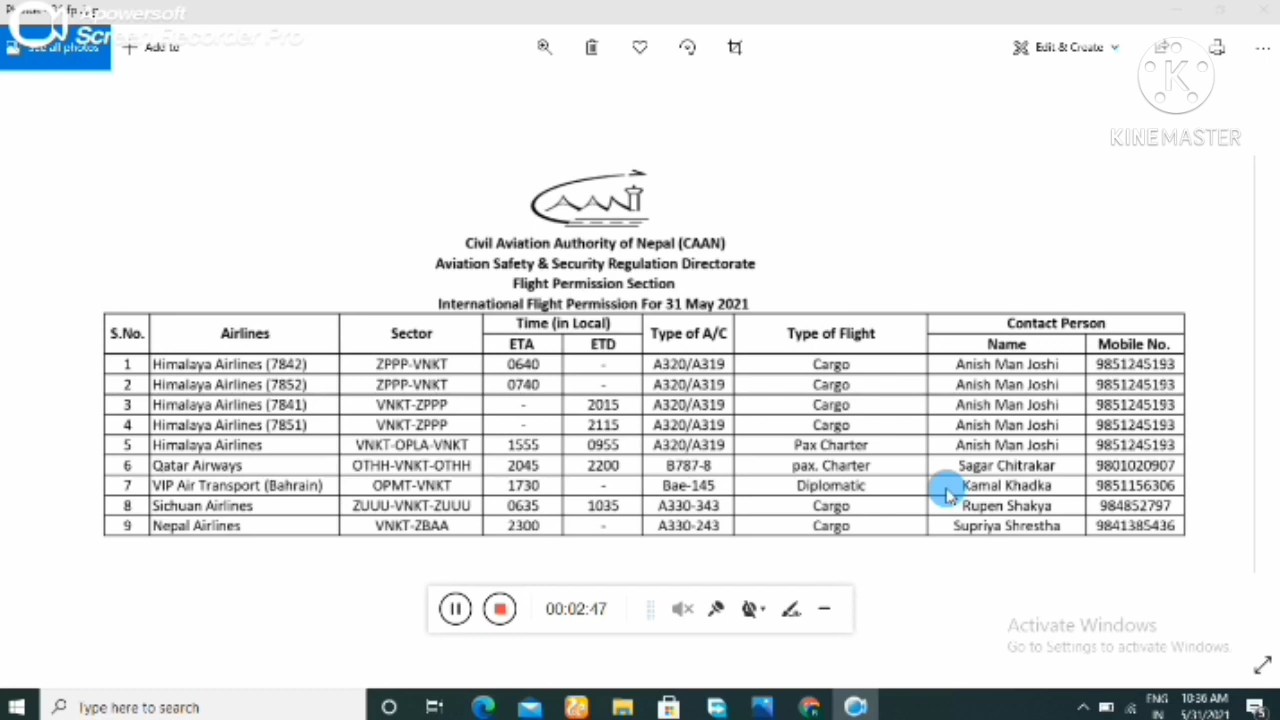 Apowersoft
Screen Recorder Pro
See all photos
Add to
Edit & Create
K
KINEMASTER
CAAN
Civil Aviation Authority of Nepal (CAAN)
Aviation Safety & Security Regulation Directorate
Flight Permission Section
International Flight Permission For 31 May 2021
S.No. Airlines Sector Time (in Local) Type of A/C Type of Flight Contact Person
ETA ETD Name Mobile No.
1 Himalaya Airlines (7842) ZPPP-VNKT 0640 - A320/A319 Cargo Anish Man Joshi 9851245193
2 Himalaya Airlines (7852) ZPPP-VNKT 0740 - A320/A319 Cargo Anish Man Joshi 9851245193
3 Himalaya Airlines (7841) VNKT-ZPPP - 2015 A320/A319 Cargo Anish Man Joshi 9851245193
4 Himalaya Airlines (7851) VNKT-ZPPP - 2115 A320/A319 Cargo Anish Man Joshi 9851245193
5 Himalaya Airlines VNKT-OPLA-VNKT 1555 0955 A320/A319 Pax Charter Anish Man Joshi 9851245193
6 Qatar Airways OTHH-VNKT-OTHH 2045 2200 B787-8 pax. Charter Sagar Chitrakar 9801020907
7 VIP Air Transport (Bahrain) OPMT-VNKT 1730 - Bae-145 Diplomatic Kamal Khadka 9851156306
8 Sichuan Airlines ZUUU-VNKT-ZUUU 0635 1035 A330-343 Cargo Rupen Shakya 984852797
9 Nepal Airlines VNKT-ZBAA 2300 - A330-243 Cargo Supriya Shrestha 9841385436
00:02:47
Activate Windows
Go to Settings to activate Windows.
Type here to search
ENG 10:36 AM
IN 5/31/2021